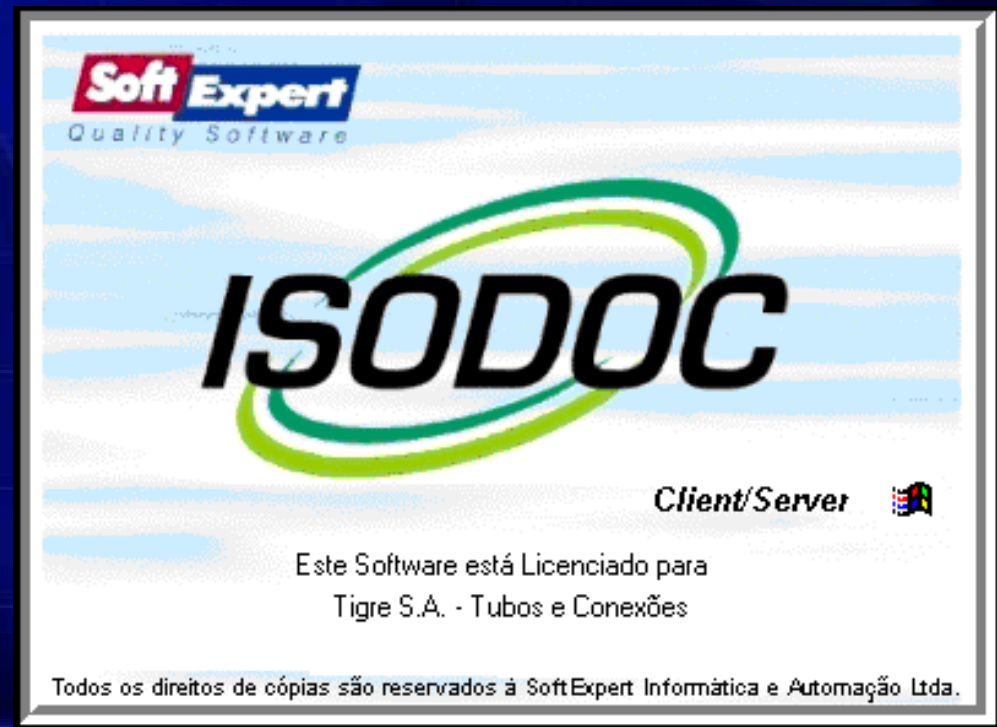 Soft Expert
Quality Software
ISODOC
Client/Server
Este Software está Licenciado para
Tigre S.A. - Tubos e Conexões
Todos os direitos de cópias são reservados à SoftExpert Informática e Automação Ltda.